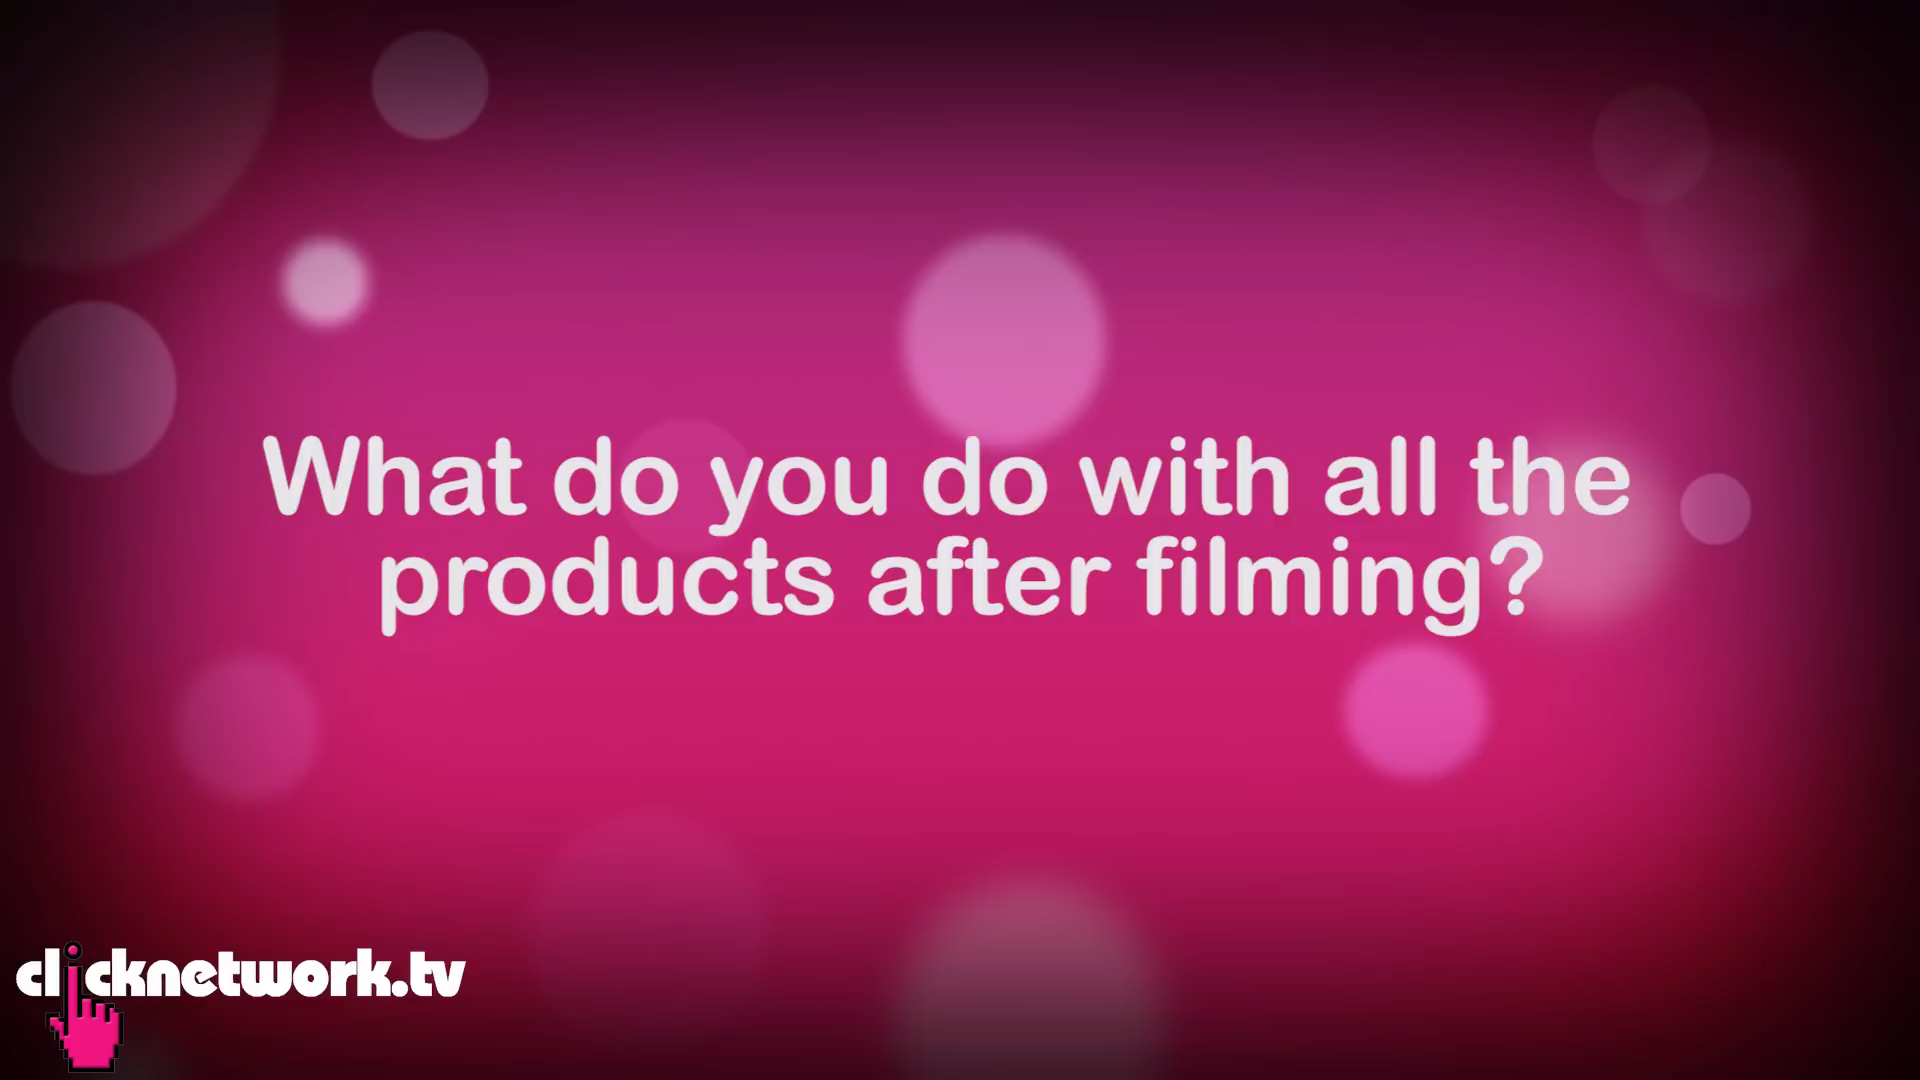 What do you do with all the
products after filming?
clicknetwork.tv